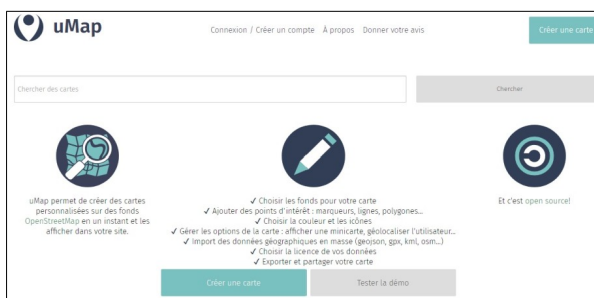 uMap
Connexion / Créer un compte À propos Donner votre avis
Créer une carte
Chercher des cartes
Chercher
uMap permet de créer des cartes
personnalisées sur des fonds
OpenStreetMap en un instant et les
afficher dans votre site.
✓ Choisir les fonds pour votre carte
✓ Ajouter des points d'intérêt : marqueurs, lignes, polygones...
✓ Choisir la couleur et les icônes
✓ Gérer les options de la carte : afficher une minicarte, géolocaliser l'utilisateur...
✓ Import des données géographiques en masse (geojson, gpx, kml, osm...)
✓ Choisir la licence de vos données
✓ Exporter et partager votre carte
Et c'est open source!
Créer une carte
Tester la démo